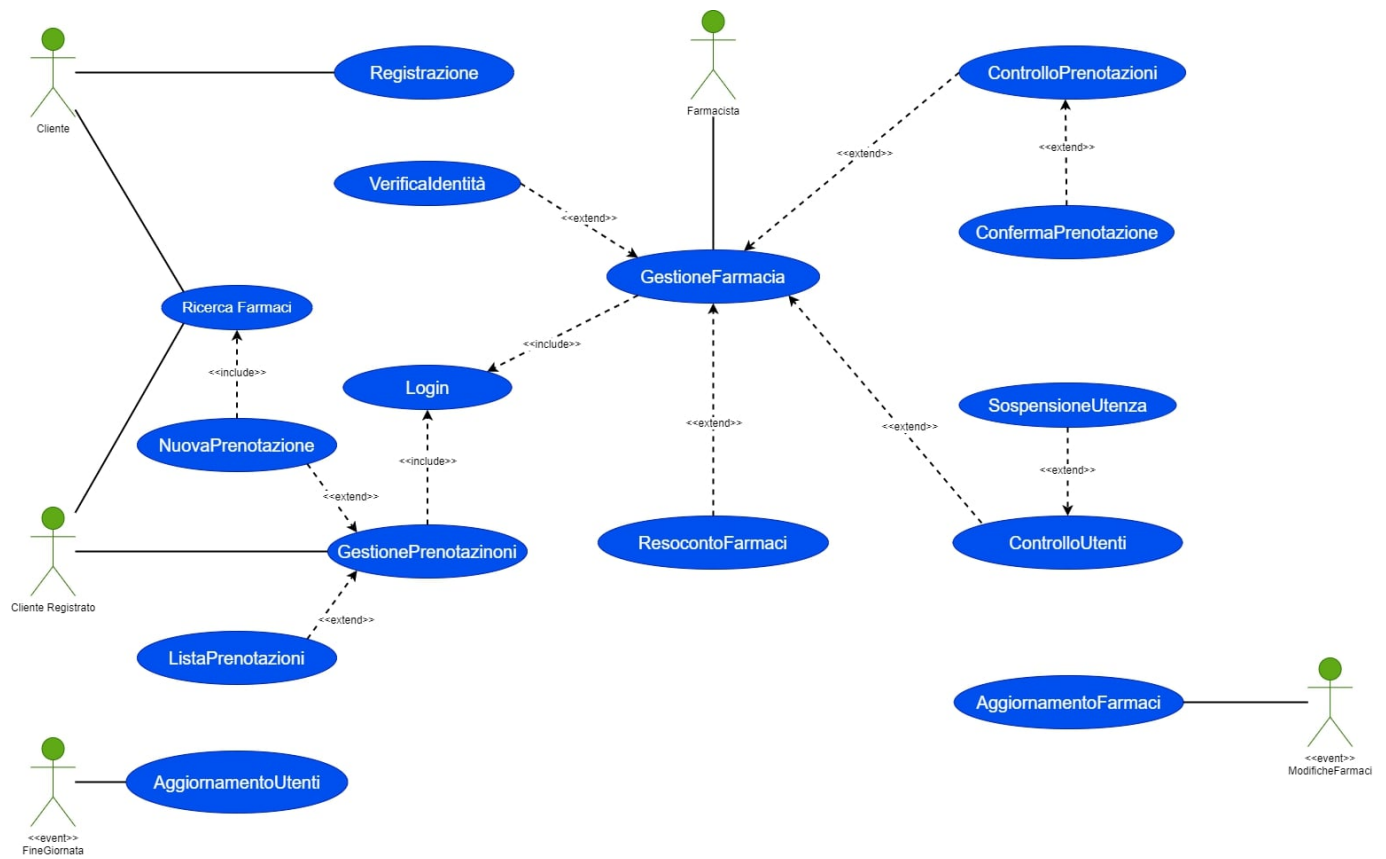 Registrazione
ControlloPrenotazioni
Farmacista
Cliente
<<extend>>
<<extend>>
VerificaIdentità
<<extend>>
ConfermaPrenotazione
GestioneFarmacia
Ricerca Farmaci
<<include>>
<<include>>
Login
SospensioneUtenza
<<extend>>
<<extend>>
NuovaPrenotazione
<<include>>
<<extend>>
<<extend>>
GestionePrenotazinoni
ResocontoFarmaci
ControlloUtenti
Cliente Registrato
<<extend>>
ListaPrenotazioni
AggiornamentoFarmaci
<<event>>
ModificheFarmaci
AggiornamentoUtenti
<<event>>
FineGiornata